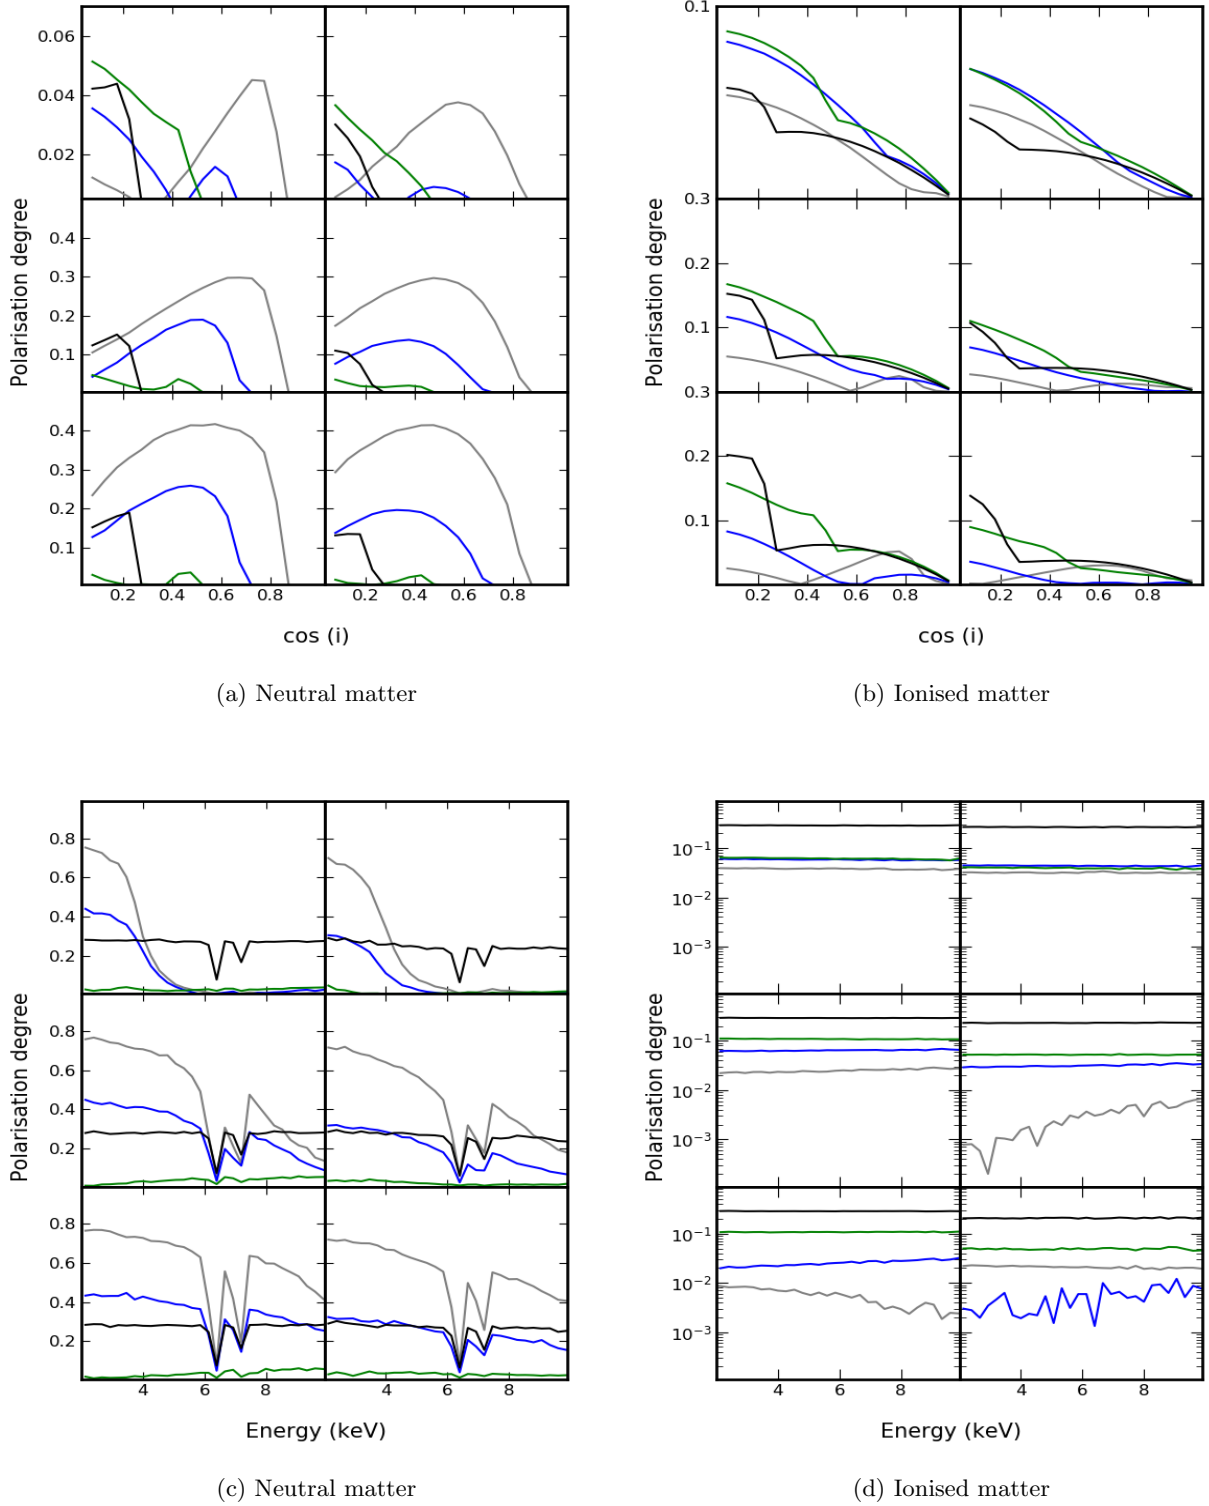 0.06
0.04
0.02
0.4
0.3
0.2
0.1
0.4
0.3
0.2
0.1
Polarisation degree
0.2 0.4 0.6 0.8 0.2 0.4 0.6 0.8
cos (i)
(a) Neutral matter
0.1
0.3
0.2
0.1
0.3
0.2
0.1
Polarisation degree
0.2 0.4 0.6 0.8 0.2 0.4 0.6 0.8
cos (i)
(b) Ionised matter
0.8
0.6
0.4
0.2
0.8
0.6
0.4
0.2
0.8
0.6
0.4
0.2
Polarisation degree
4 6 8 4 6 8
Energy (keV)
(c) Neutral matter
10⁻¹
10⁻²
10⁻³
10⁻¹
10⁻²
10⁻³
10⁻¹
10⁻²
10⁻³
Polarisation degree
4 6 8 4 6 8
Energy (keV)
(d) Ionised matter